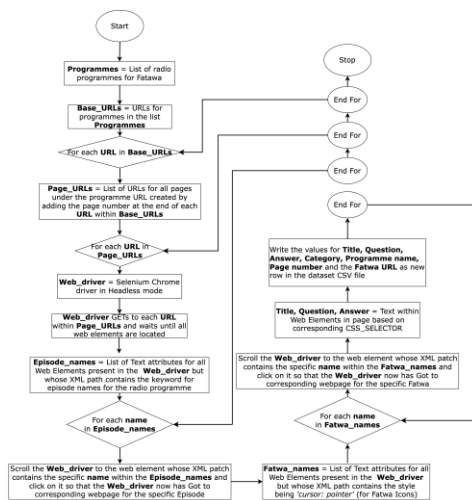 Start
Programmes = List of radio
programmes for Fatawa
Base_URLs = URLs for
programmes in the list
Programmes
For each URL in Base_URLs
Page_URLs = List of URLs for all pages
under the programme URL created by
adding the page number at the end of each
URL within Base_URLs
For each URL in
Page_URLs
Web_driver = Selenium Chrome
driver in Headless mode
Web_driver GETs to each URL
within Page_URLs and waits until all
web elements are located
Episode_names = List of Text attributes for all
Web Elements present in the Web_driver but
whose XML path contains the keyword for
episode names for the radio programme
For each name
in Episode_names
Scroll the Web_driver to the web element whose XML patch
contains the specific name within the Episode_names and
click on it so that the Web_driver now has Got to
corresponding webpage for the specific Episode
Fatwa_names = List of Text attributes for all
Web Elements present in the Web_driver
but whose XML path contains the style
being 'cursor: pointer' (for Fatwa Icons)
For each name in
Fatwa_names
Scroll the Web_driver to the web element whose XML patch
contains the specific name within the Fatwa_names and
click on it so that the Web_driver now has Got to
corresponding webpage for the specific Fatwa
Title, Question, Answer = Text within
Web Elements in page based on
corresponding CSS_SELECTOR
Write the values for Title, Question,
Answer, Category, Programme name,
Page number and the Fatwa URL as new
row in the dataset CSV file
End For
End For
End For
End For
Stop